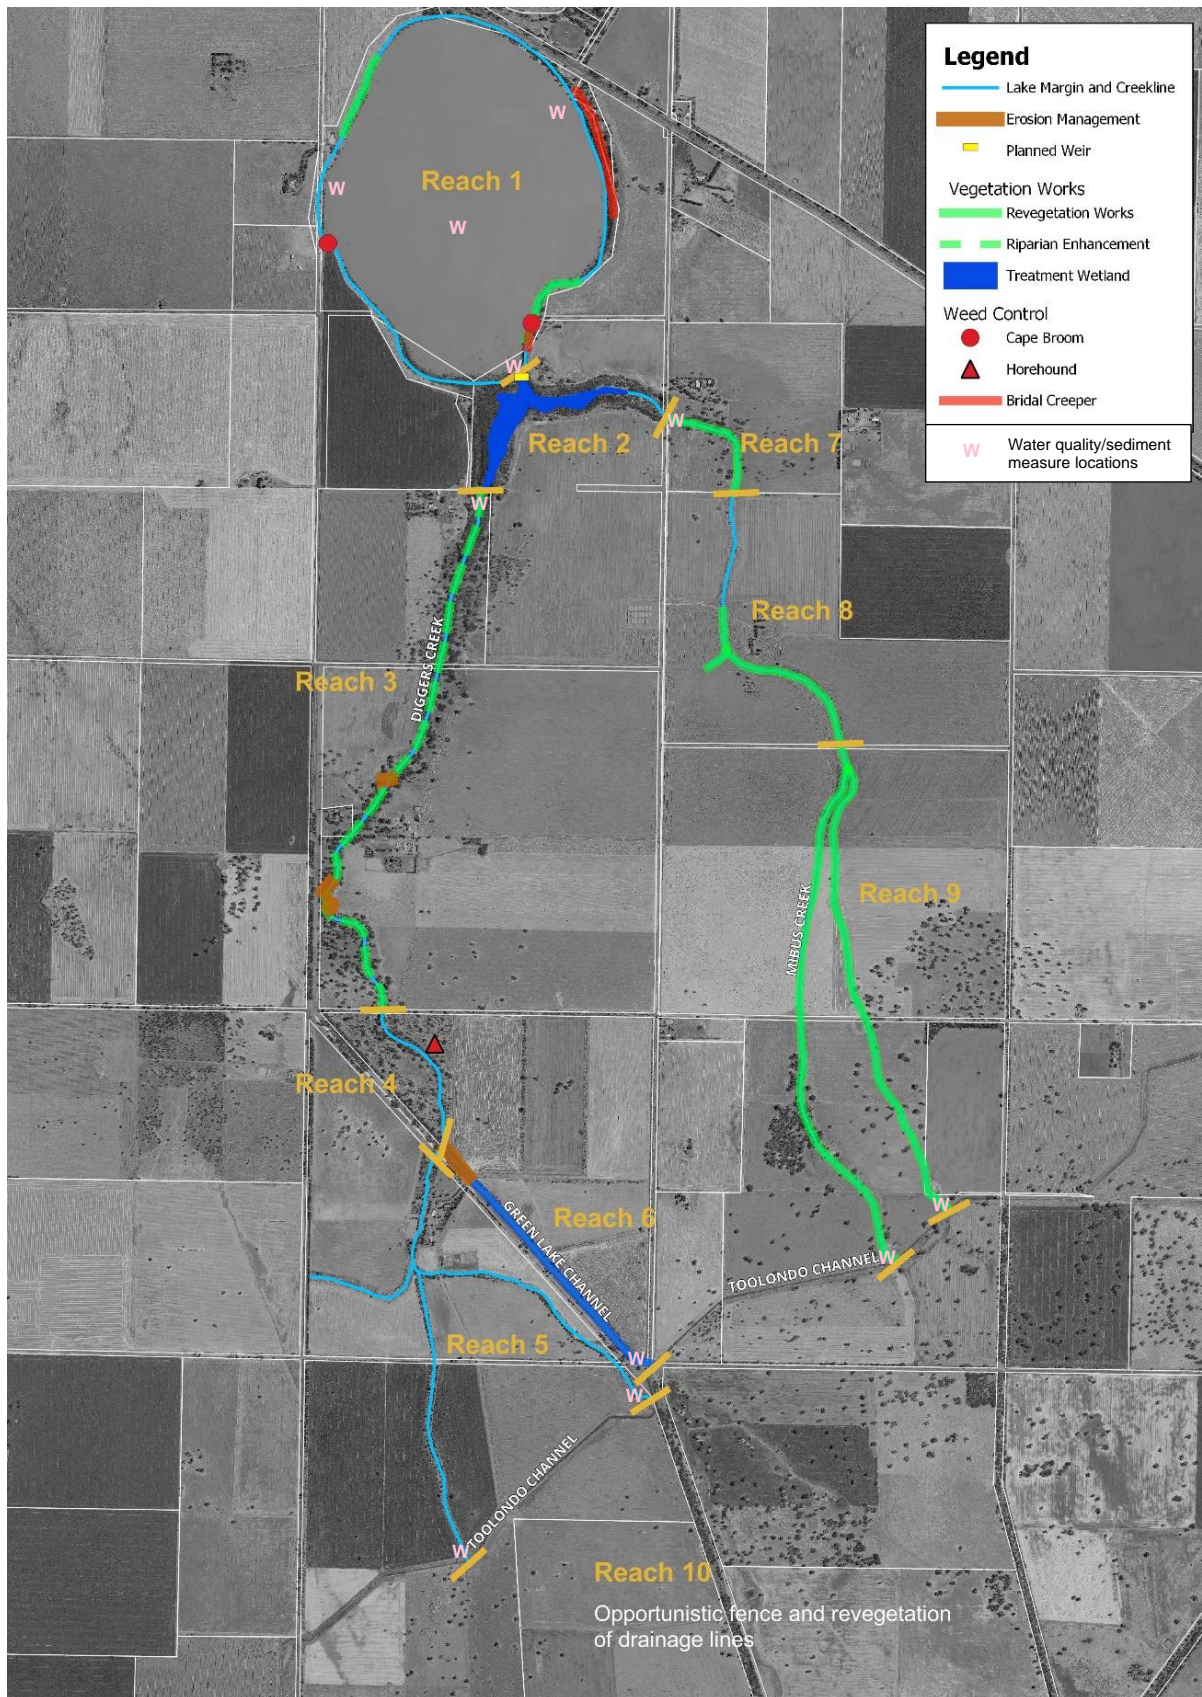 Legend
Lake Margin and Creekline
Erosion Management
Planned Weir
Vegetation Works
Revegetation Works
Riparian Enhancement
Treatment Wetland
Weed Control
Cape Broom
Horehound
Bridal Creeper
W Water quality/sediment
measure locations
W
W
Reach 1
W
W
Reach 2
W
Reach 7
W
Reach 8
DIGGERS CREEK
Reach 3
Reach 9
MIBUS CREEK
Reach 4
W
Reach 6
GREEN LAKE CHANNEL
W
TOOLONDO CHANNEL
Reach 5
W
W
TOOLONDO CHANNEL
W
Reach 10
Opportunistic fence and revegetation
of drainage lines